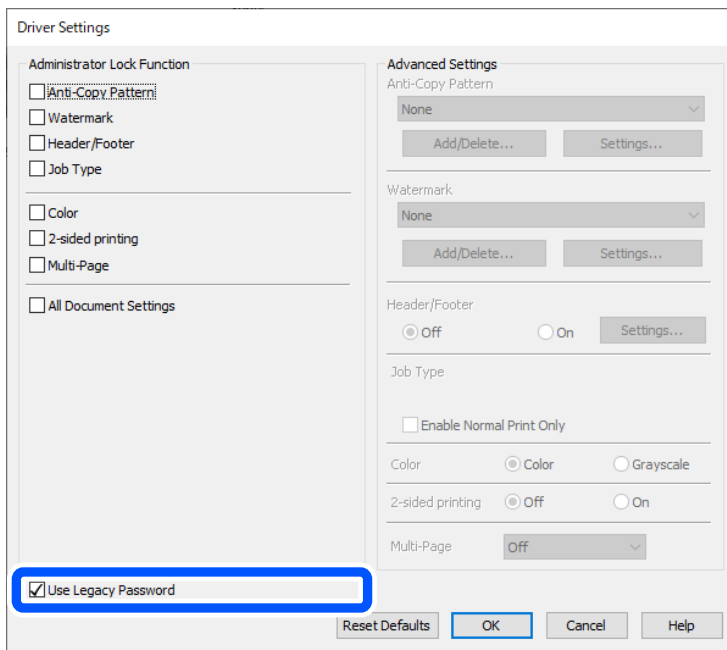 Driver Settings
Administrator Lock Function
Anti-Copy Pattern
Watermark
Header/Footer
Job Type
Color
2-sided printing
Multi-Page
All Document Settings
Use Legacy Password
Advanced Settings
Anti-Copy Pattern
None
Add/Delete... Settings...
Watermark
None
Add/Delete... Settings...
Header/Footer
Off On Settings...
Job Type
Enable Normal Print Only
Color Color Grayscale
2-sided printing Off On
Multi-Page Off
Reset Defaults OK Cancel Help